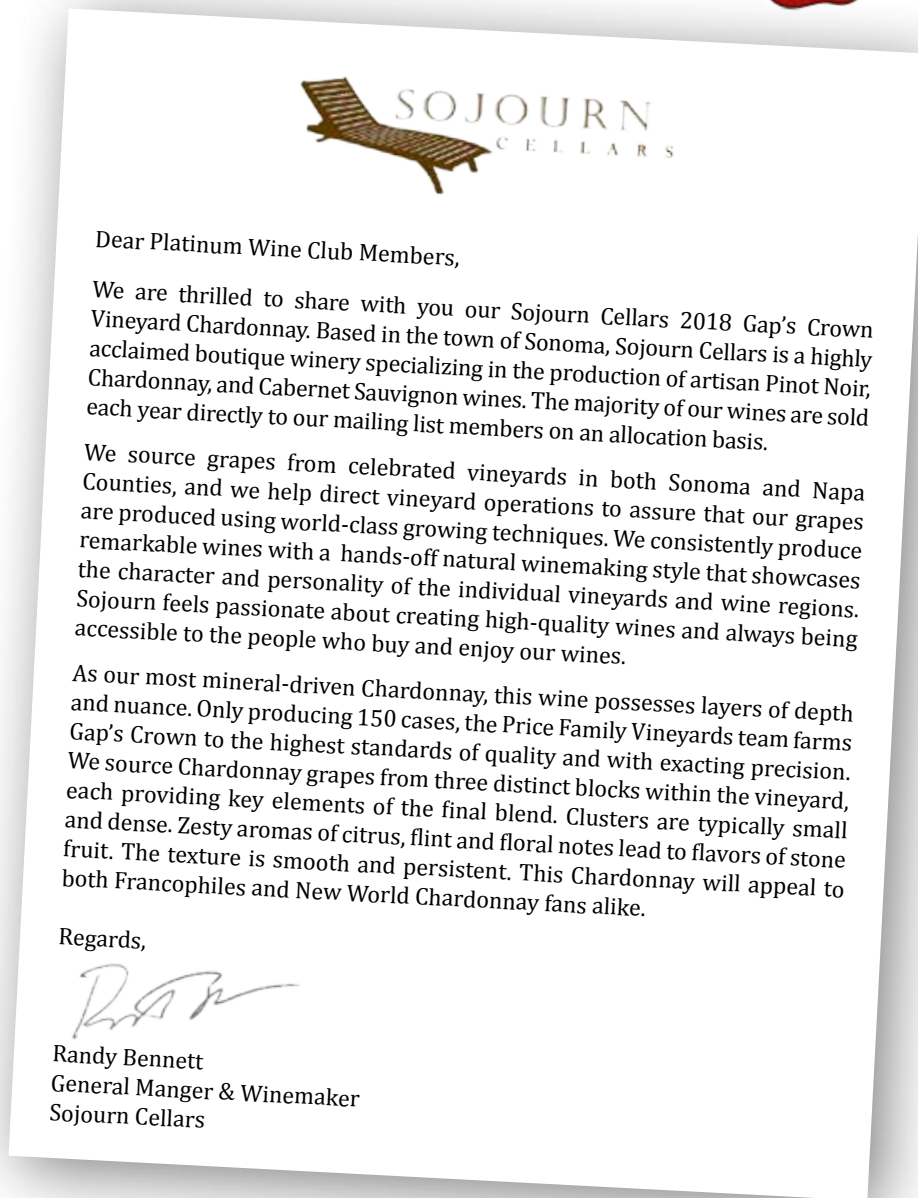 SOJOURN
CELLARS
Dear Platinum Wine Club Members,
We are thrilled to share with you our Sojourn Cellars 2018 Gap's Crown
Vineyard Chardonnay. Based in the town of Sonoma, Sojourn Cellars is a highly
acclaimed boutique winery specializing in the production of artisan Pinot Noir,
Chardonnay, and Cabernet Sauvignon wines. The majority of our wines are sold
each year directly to our mailing list members on an allocation basis.
We source grapes from celebrated vineyards in both Sonoma and Napa
Counties, and we help direct vineyard operations to assure that our grapes
are produced using world-class growing techniques. We consistently produce
remarkable wines with a hands-off natural winemaking style that showcases
the character and personality of the individual vineyards and wine regions.
Sojourn feels passionate about creating high-quality wines and always being
accessible to the people who buy and enjoy our wines.
As our most mineral-driven Chardonnay, this wine possesses layers of depth
and nuance. Only producing 150 cases, the Price Family Vineyards team farms
Gap's Crown to the highest standards of quality and with exacting precision.
We source Chardonnay grapes from three distinct blocks within the vineyard,
each providing key elements of the final blend. Clusters are typically small
and dense. Zesty aromas of citrus, flint and floral notes lead to flavors of stone
fruit. The texture is smooth and persistent. This Chardonnay will appeal to
both Francophiles and New World Chardonnay fans alike.
Regards,
Randy Bennett
General Manger & Winemaker
Sojourn Cellars